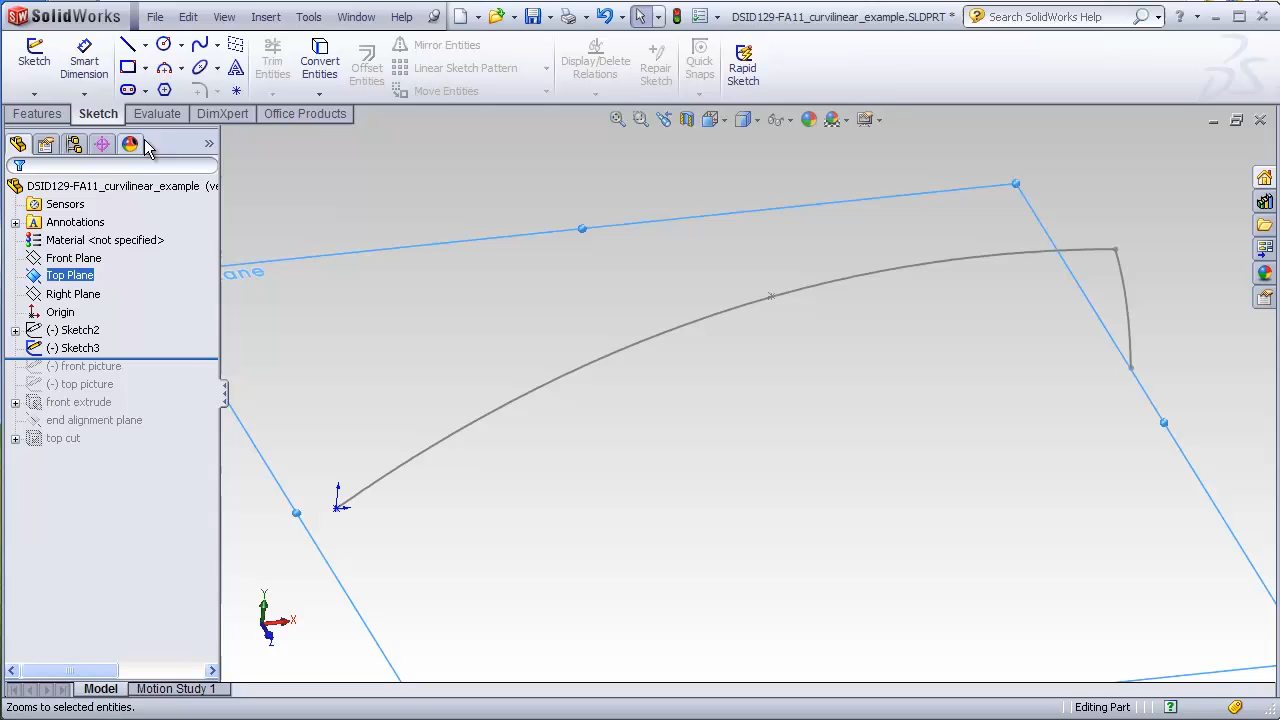 SolidWorks
File
Edit
View
Insert
Tools
Window
Help
DSID129-FA11_curvilinear_example.SLDPRT *
Search SolidWorks Help
Sketch
Smart Dimension
Trim Entities
Convert Entities
Offset Entities
Mirror Entities
Linear Sketch Pattern
Move Entities
Display/Delete Relations
Repair Sketch
Quick Snaps
Rapid Sketch
Features
Sketch
Evaluate
DimXpert
Office Products
DSID129-FA11_curvilinear_example (ve
Sensors
Annotations
Material <not specified>
Front Plane
Top Plane
Right Plane
Origin
(-) Sketch2
(-) Sketch3
(-) front picture
(-) top picture
front extrude
end alignment plane
top cut
ane
Y
X
Z
Model
Motion Study 1
Zooms to selected entities.
Editing Part